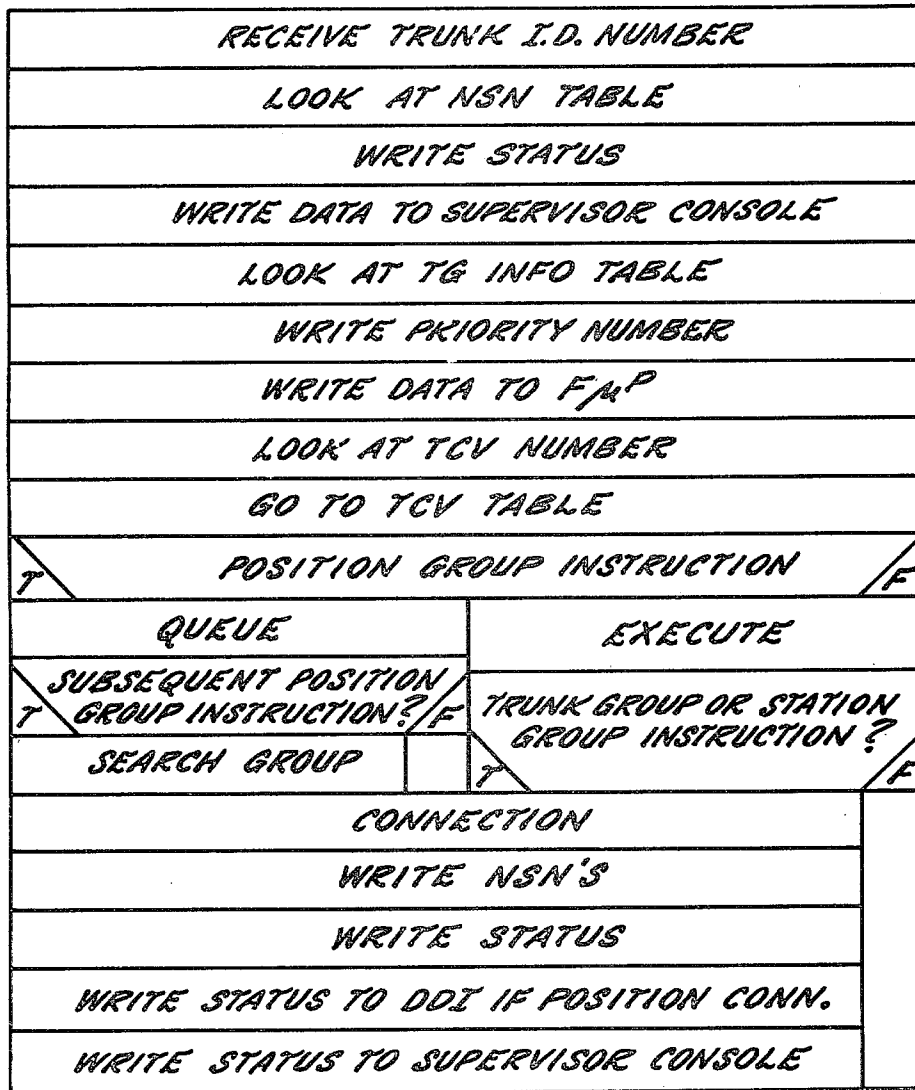 RECEIVE TRUNK I.D. NUMBER
LOOK AT NSN TABLE
WRITE STATUS
WRITE DATA TO SUPERVISOR CONSOLE
LOOK AT TG INFO TABLE
WRITE PKIORITY NUMBER
WRITE DATA TO FμP
LOOK AT TCV NUMBER
GO TO TCV TABLE
T POSITION GROUP INSTRUCTION F
QUEUE
EXECUTE
SUBSEQUENT POSITION
T GROUP INSTRUCTION? F
TRUNK GROUP OR STATION
GROUP INSTRUCTION?
T F
SEARCH GROUP
CONNECTION
WRITE NSN'S
WRITE STATUS
WRITE STATUS TO DDI IF POSITION CONN.
WRITE STATUS TO SUPERVISOR CONSOLE